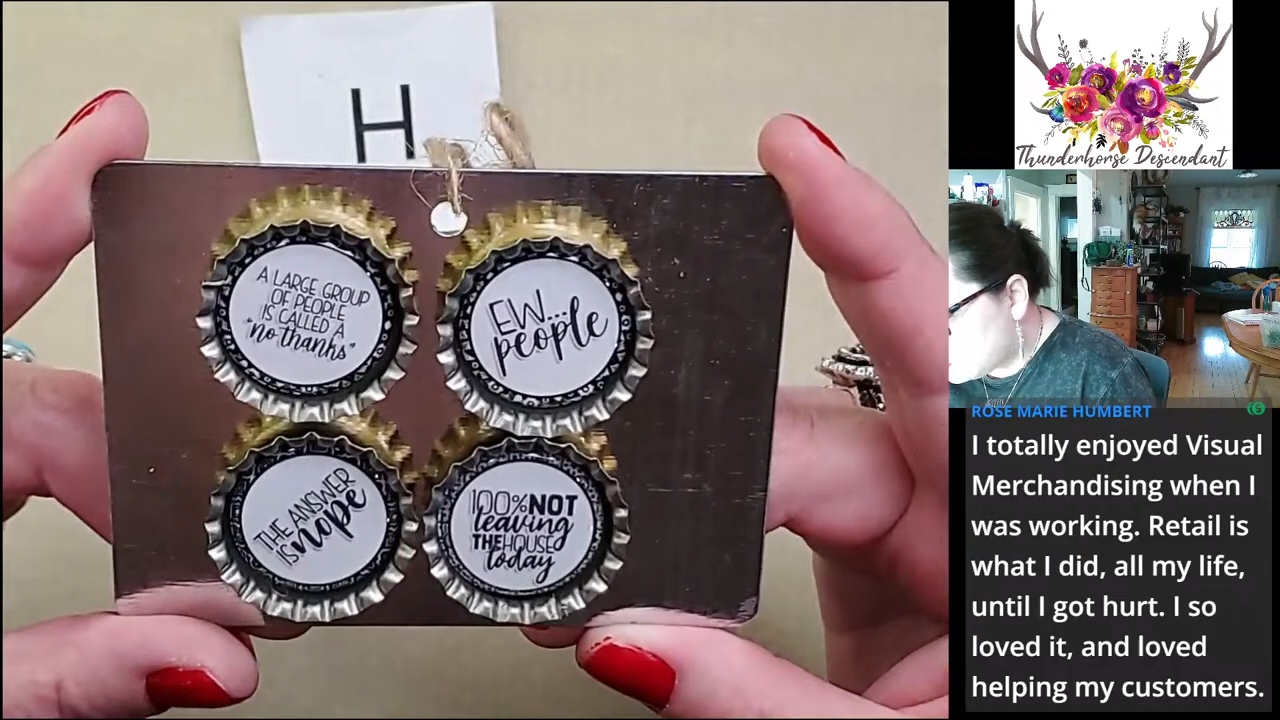 H
A LARGE GROUP
OF PEOPLE
IS CALLED A
"no thanks"
EW...
people
THE ANSWER
IS nope
100% NOT
leaving
THE HOUSE
today
Thunderhorse Descendant
ROSE MARIE HUMBERT
I totally enjoyed Visual
Merchandising when I
was working. Retail is
what I did, all my life,
until I got hurt. I so
loved it, and loved
helping my customers.